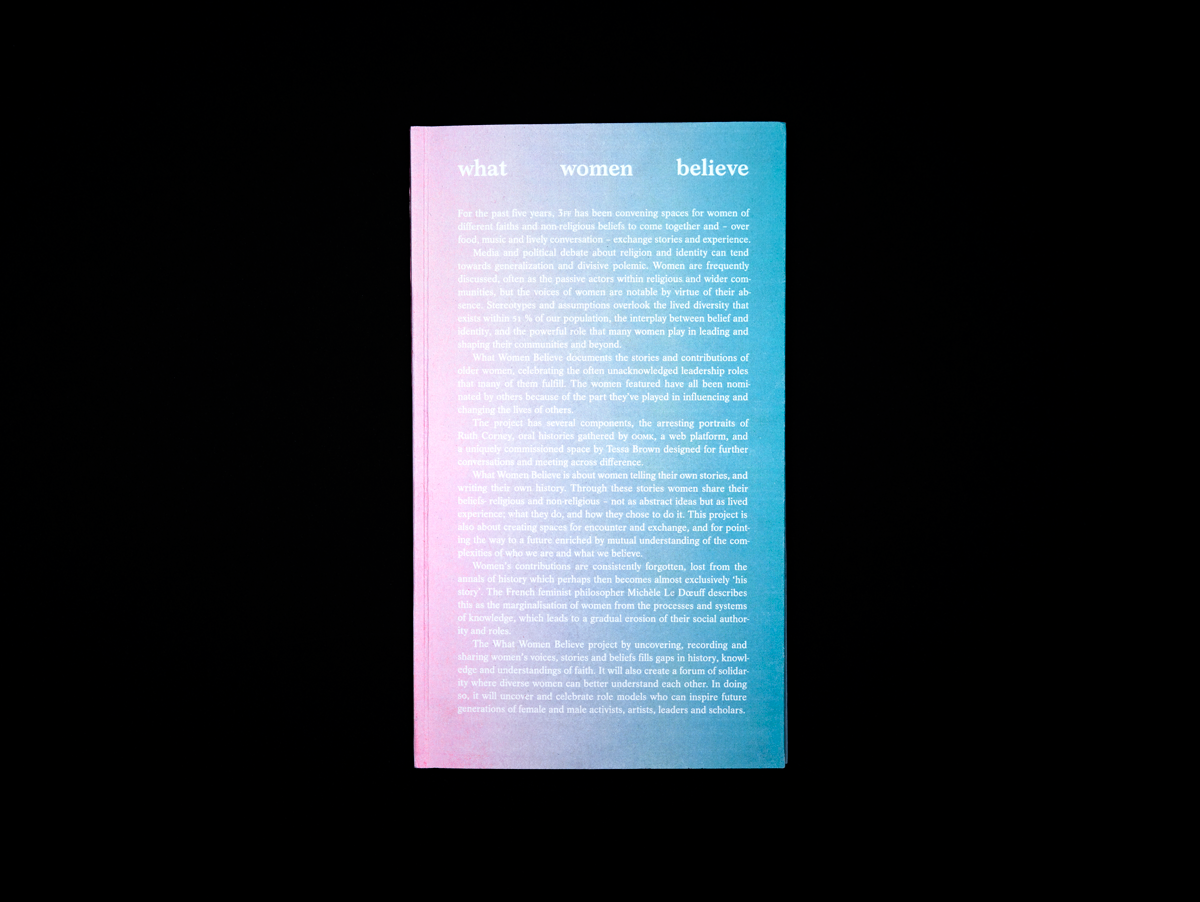 what women believe
For the past five years, 3FF has been convening spaces for women of
different faiths and non-religious beliefs to come together and – over
food, music and lively conversation – exchange stories and experience.
Media and political debate about religion and identity can tend
towards generalization and divisive polemic. Women are frequently
discussed, often as the passive actors within religious and wider com-
munities, but the voices of women are notable by virtue of their ab-
sence. Stereotypes and assumptions overlook the lived diversity that
exists within 51 % of our population, the interplay between belief and
identity, and the powerful role that many women play in leading and
shaping their communities and beyond.
What Women Believe documents the stories and contributions of
older women, celebrating the often unacknowledged leadership roles
that many of them fulfill. The women featured have all been nomi-
nated by others because of the part they've played in influencing and
changing the lives of others.
The project has several components, the arresting portraits of
Ruth Corney, oral histories gathered by OOMK, a web platform, and
a uniquely commissioned space by Tessa Brown designed for further
conversations and meeting across difference.
What Women Believe is about women telling their own stories, and
writing their own history. Through these stories women share their
beliefs religious and non-religious – not as abstract ideas but as lived
experience; what they do, and how they chose to do it. This project is
also about creating spaces for encounter and exchange, and for point-
ing the way to a future enriched by mutual understanding of the com-
plexities of who we are and what we believe.
Women's contributions are consistently forgotten, lost from the
annals of history which perhaps then becomes almost exclusively 'his
story'. The French feminist philosopher Michèle Le Dœuff describes
this as the marginalisation of women from the processes and systems
of knowledge, which leads to a gradual erosion of their social author-
ity and roles.
The What Women Believe project by uncovering, recording and
sharing women's voices, stories and beliefs fills gaps in history, knowl-
edge and understandings of faith. It will also create a forum of solidar-
ity where diverse women can better understand each other. In doing
so, it will uncover and celebrate role models who can inspire future
generations of female and male activists, artists, leaders and scholars.